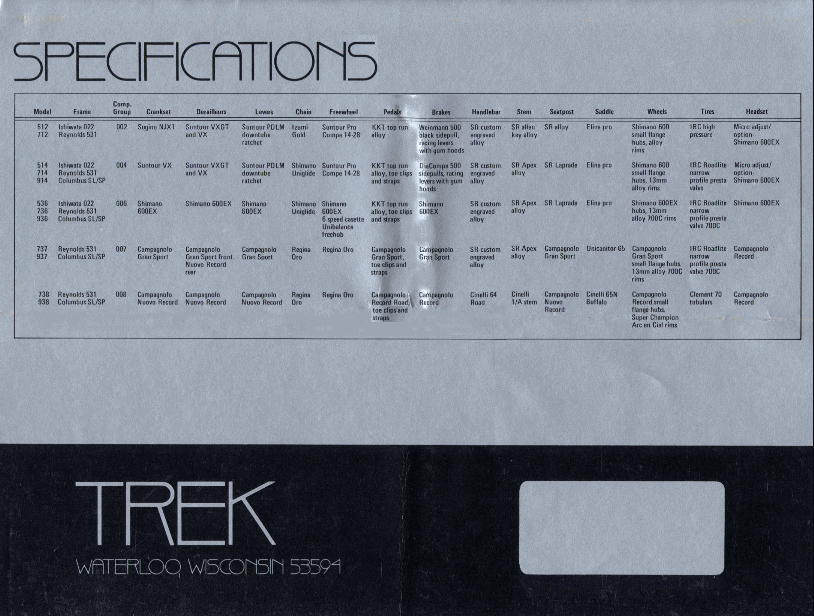 SPECIFICATIONS
Model Frame Comp. Group Crankset Derailleurs Levers Chain Freewheel Pedals Brakes Handlebar Stem Seatpost Saddle Wheels Tires Headset
512 Ishiwata 022 002 Sugino NJX1 Suntour VXGT Suntour PDLM Izumi Suntour Pro KKT top run Weinmann 500 SR custom SR allen SR alloy Elina pro Shimano 600 IRC high Micro adjust/
712 Reynolds 531 and VX downtube Gold Compe 14-28 alloy black sidepull, engraved key alloy small flange pressure option-
ratchet racing levers alloy hubs, alloy Shimano 600EX
with gum hoods rims
514 Ishiwata 022 004 Suntour VX Suntour VXGT Suntour PDLM Shimano Suntour Pro KKT top run DiaCompe 500 SR custom SR Apex SR Laprade Elina pro Shimano 600 IRC Roadlite Micro adjust/
714 Reynolds 531 and VX downtube Uniglide Compe 14-28 alloy, toe clips sidepulls, racing engraved alloy small flange narrow option-
914 Columbus SL/SP ratchet and straps levers with gum alloy hubs, 13mm profile presta Shimano 600EX
hoods alloy rims valve
536 Ishiwata 022 006 Shimano Shimano 600EX Shimano Shimano Shimano KKT top run Shimano SR custom SR Apex SR Laprade Elina pro Shimano 600EX IRC Roadlite Micro adjust/
736 Reynolds 531 600EX 600EX Uniglide 600EX alloy, toe clips 600EX engraved alloy hubs, 13mm narrow option-
936 Columbus SL/SP 6 speed casette and straps alloy alloy 700C rims profile presta Shimano 600EX
Unibalance valve 700C
freehub
737 Reynolds 531 007 Campagnolo Campagnolo Campagnolo Regina Regina Oro Campagnolo Campagnolo SR custom SR Apex Campagnolo Unicanitor 65 Campagnolo IRC Roadlite Campagnolo
937 Columbus SL/SP Gran Sport Gran Sport front Gran Sport Oro Gran Sport, Gran Sport engraved alloy Gran Sport Gran Sport narrow Record
Nuovo Record toe clips and alloy small flange hubs, profile presta
rear straps 13mm alloy 700C valve 700C
rims
738 Reynolds 531 008 Campagnolo Campagnolo Campagnolo Regina Regina Oro Campagnolo Campagnolo Cinelli 64 Cinelli Campagnolo Cinelli 65N Campagnolo Clement 70 Campagnolo
938 Columbus SL/SP Nuovo Record Nuovo Record Nuovo Record Oro Record Road, Record Road 1/A stem Nuovo Buffalo Record small tubulars Record
toe clips and Record flange hubs.
straps Super Champion
Arc en Ciel rims
TREK
WATERLOO, WISCONSIN 53594